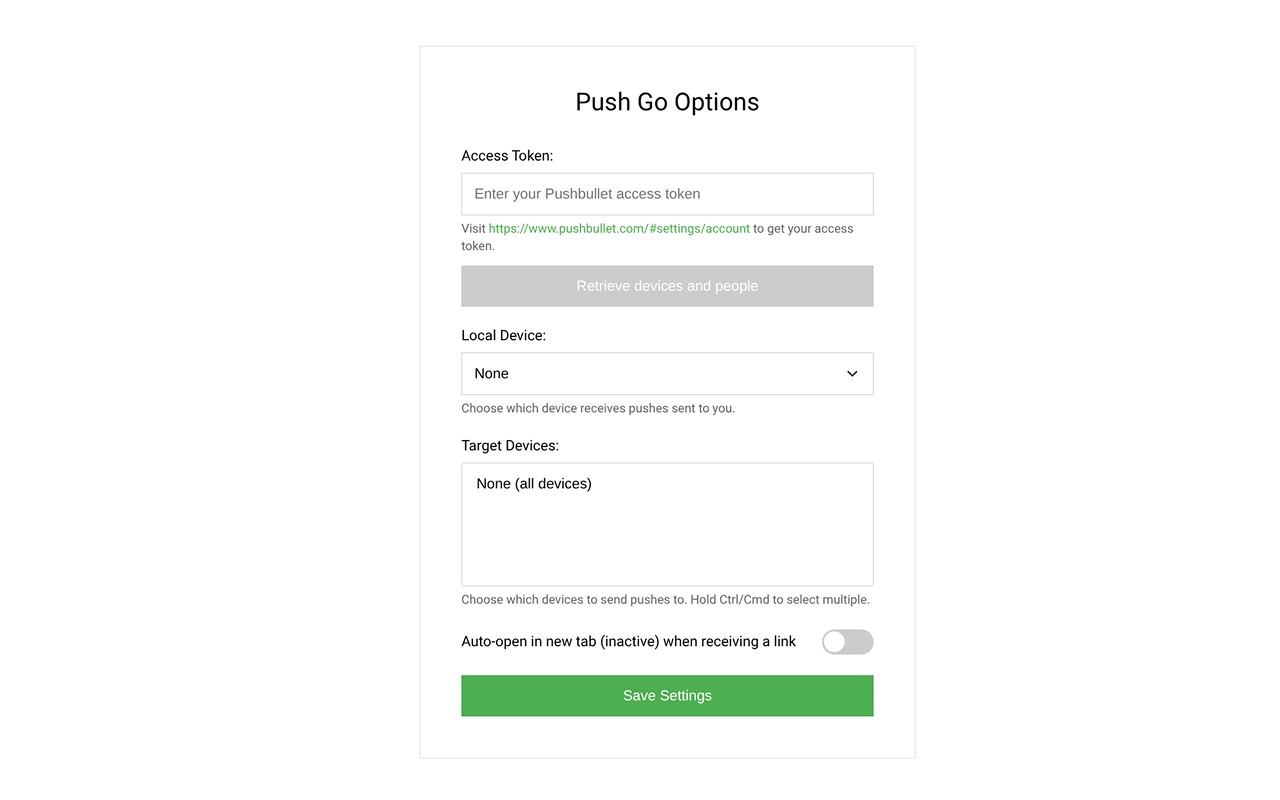 Push Go Options
Access Token:
Enter your Pushbullet access token
Visit https://www.pushbullet.com/#settings/account to get your access
token.
Retrieve devices and people
Local Device:
None
Choose which device receives pushes sent to you.
Target Devices:
None (all devices)
Choose which devices to send pushes to. Hold Ctrl/Cmd to select multiple.
Auto-open in new tab (inactive) when receiving a link
Save Settings